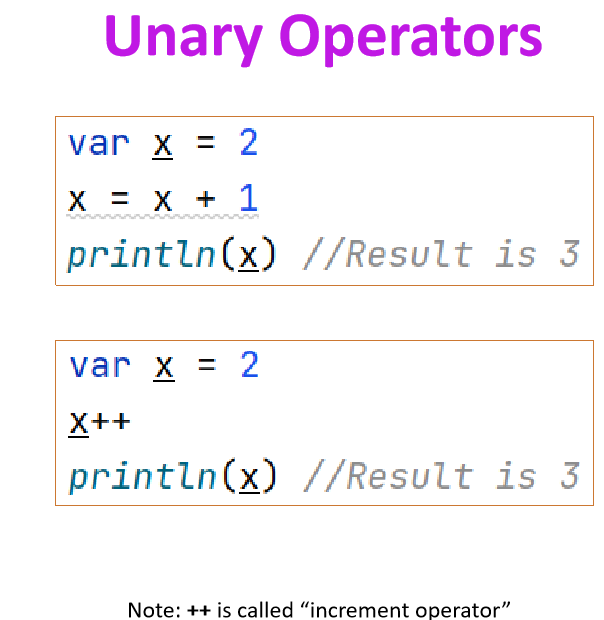 Unary Operators
var x = 2
x = x + 1
println(x) //Result is 3
var x = 2
x++
println(x) //Result is 3
Note: ++ is called “increment operator”